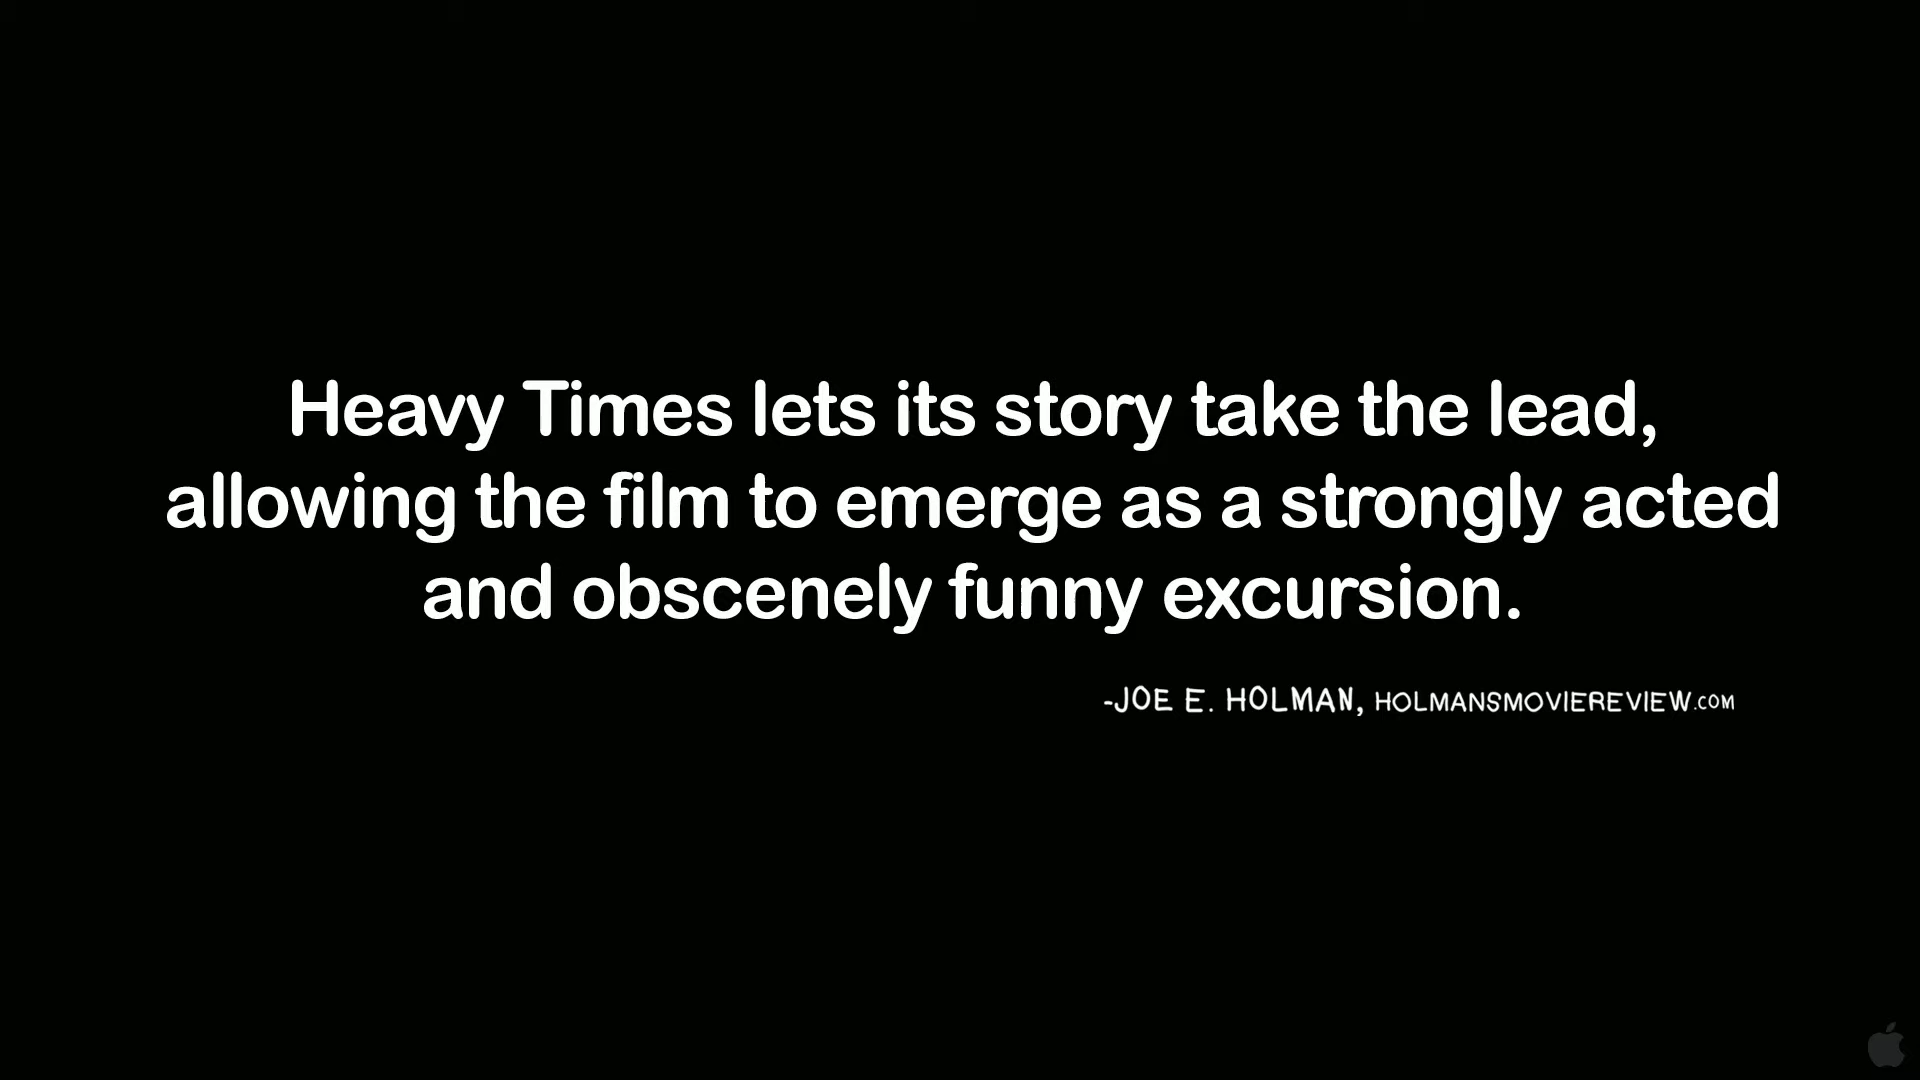 Heavy Times lets its story take the lead,
allowing the film to emerge as a strongly acted
and obscenely funny excursion.
-JOE E. HOLMAN, HOLMANSMOVIEREVIEW.COM